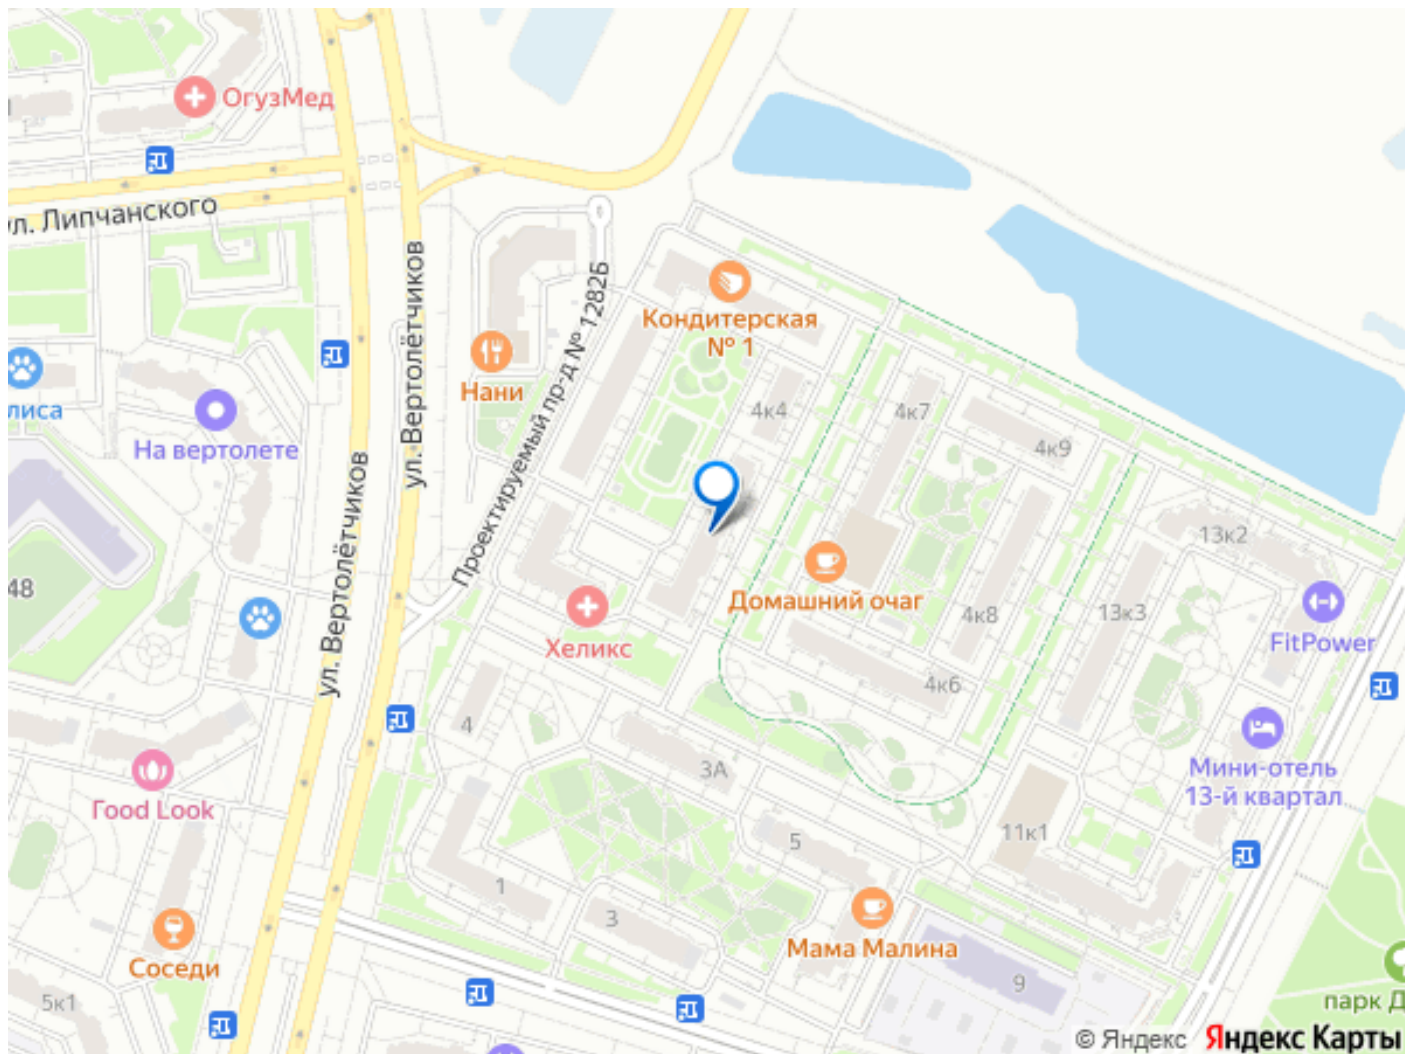 ОгузМед
ул. Липчанского
ул. Вертолётчиков
Проектируемый пр-д № 1282Б
Кондитерская
№ 1
Нани
лиса
На вертолете
4к4
4к7
4к9
ул. Вертолётчиков
48
13к2
Домашний очаг
Хеликс
4к8
13к3
FitPower
4к6
4
3А
Мини-отель
13-й квартал
Food Look
5
11к1
1
3
Мама Малина
Соседи
9
5к1
парк Д
© Яндекс Яндекс Карты